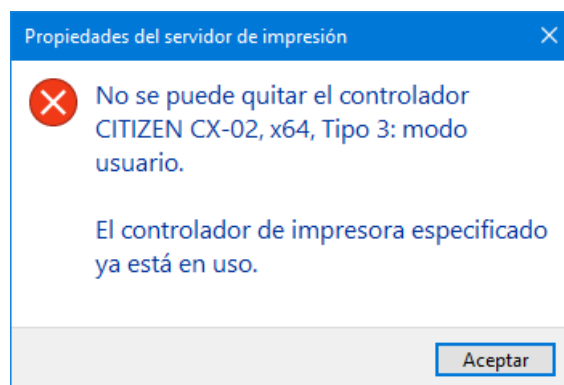 Propiedades del servidor de impresión
No se puede quitar el controlador
CITIZEN CX-02, x64, Tipo 3: modo
usuario.
El controlador de impresora especificado
ya está en uso.
Aceptar